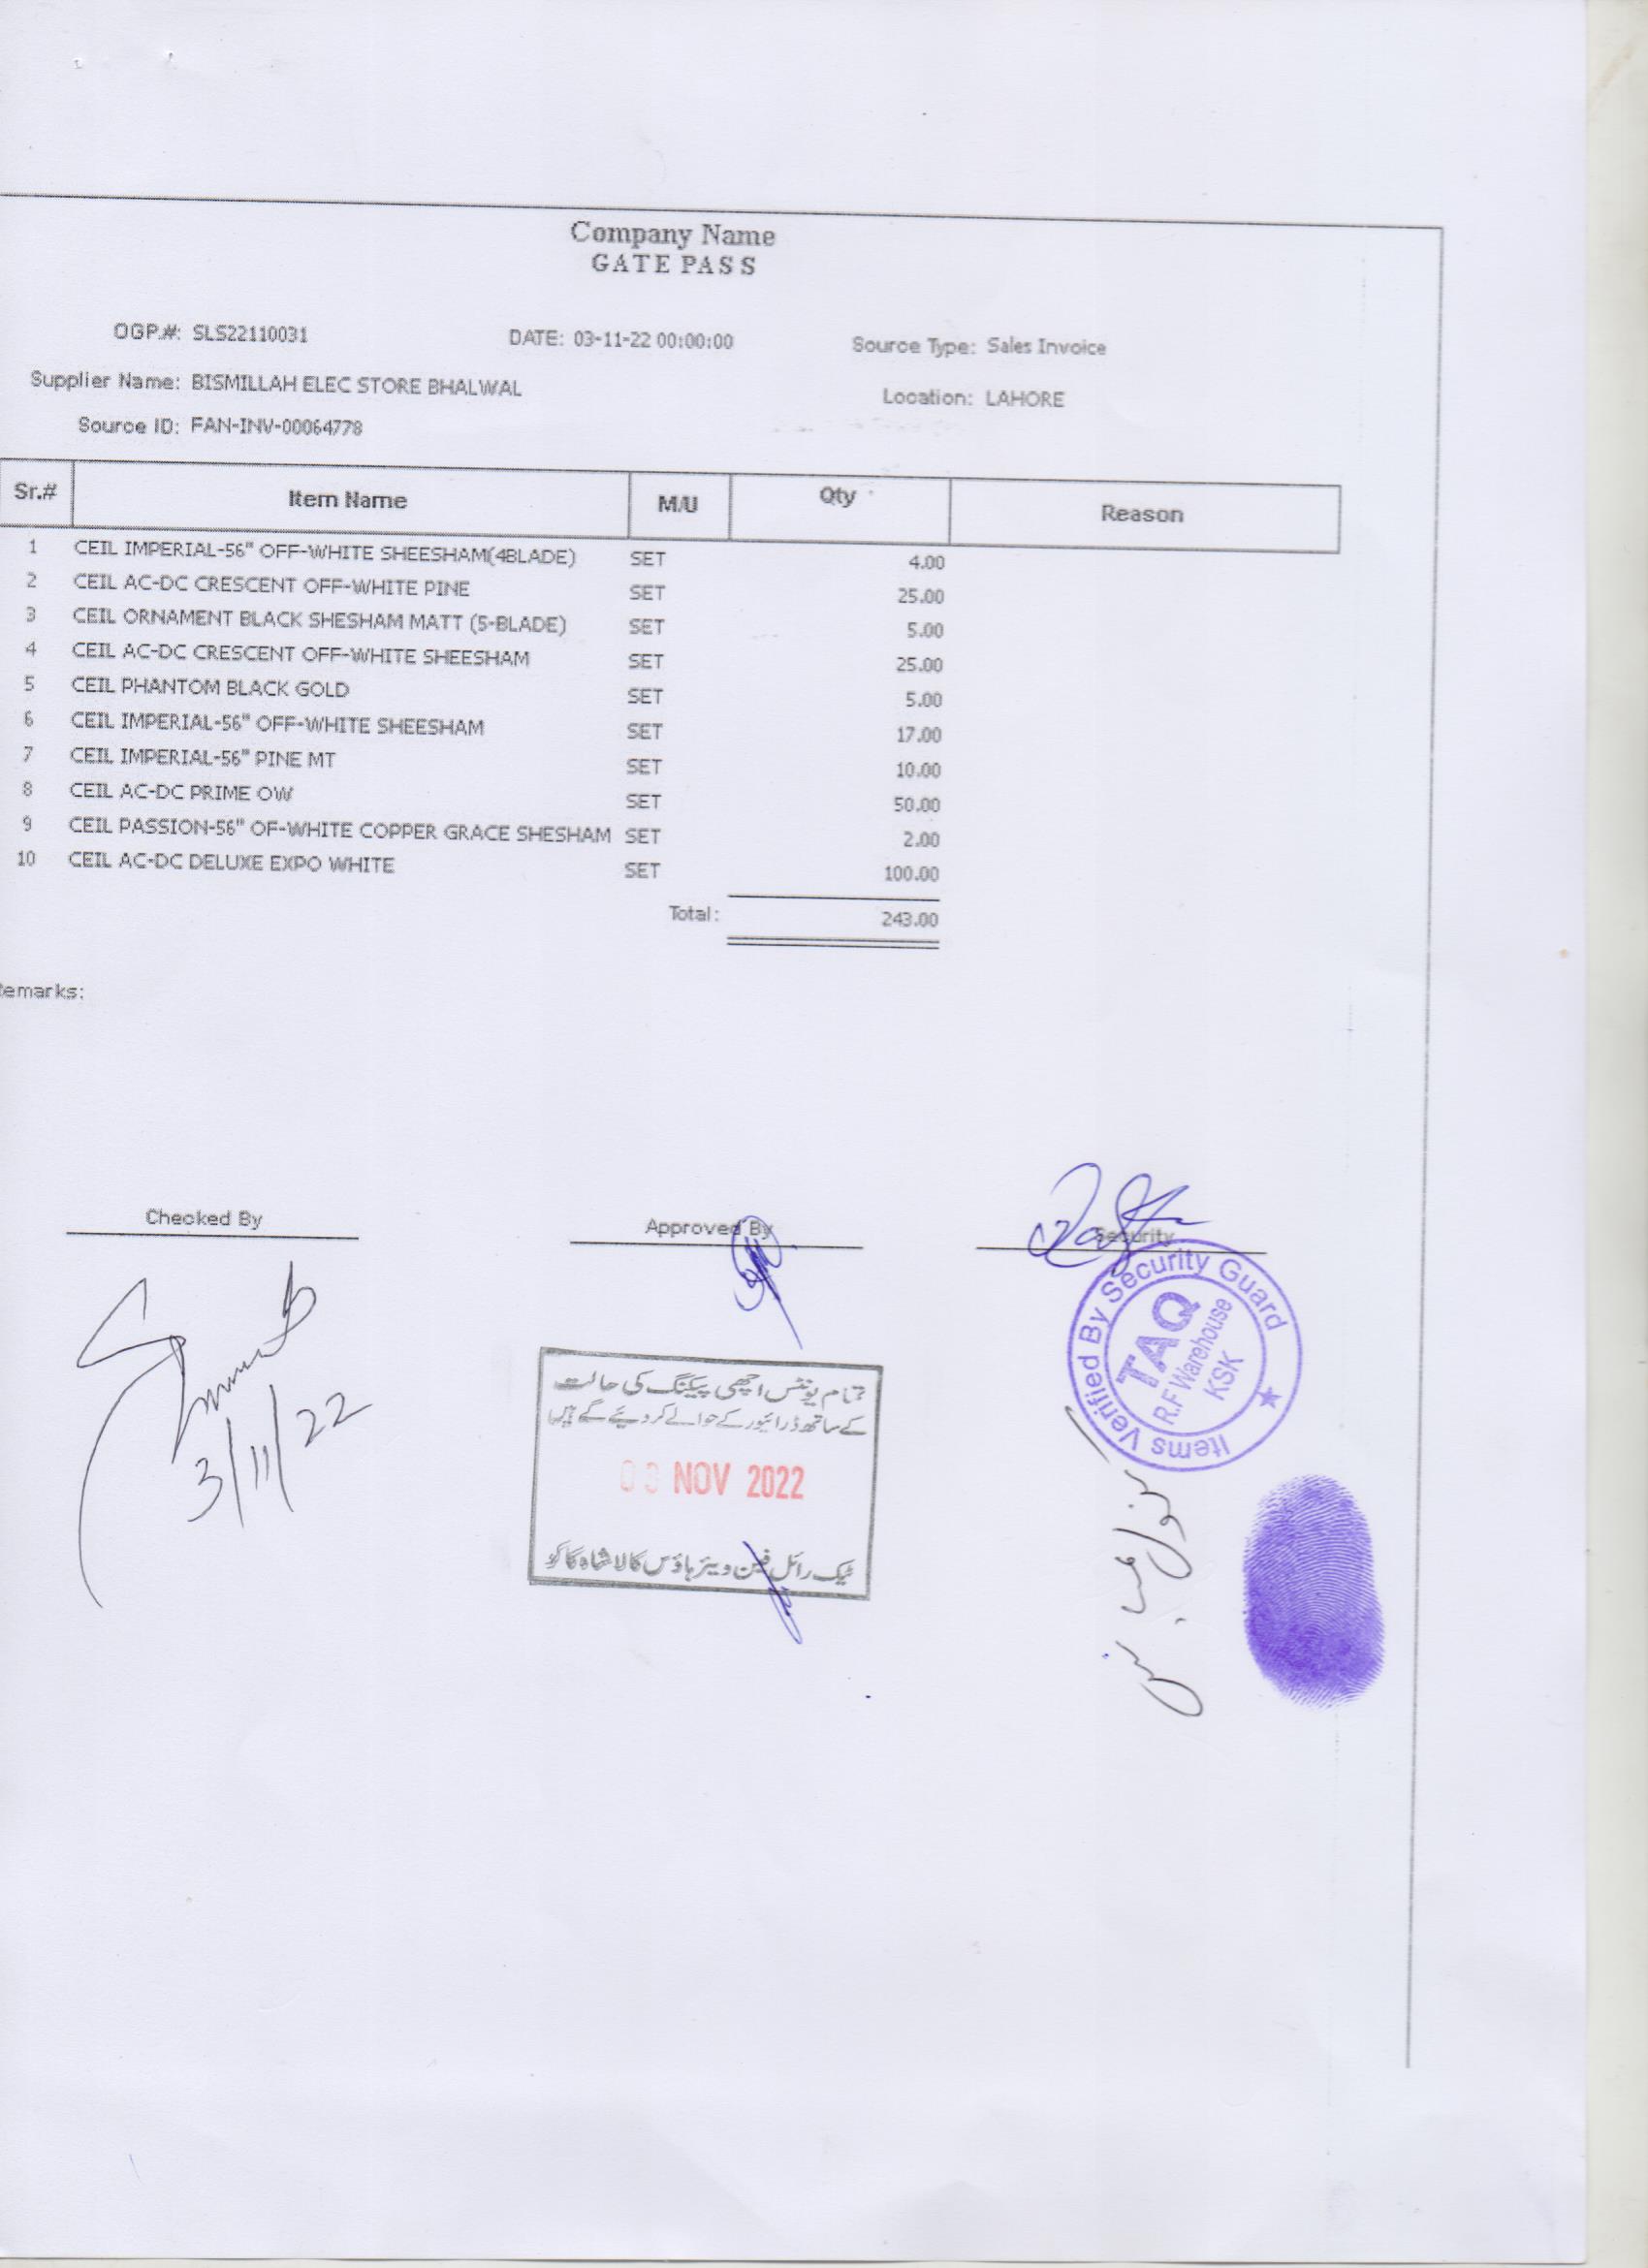 Company Name
GATE PASS
OGP.#: SLS22110031 DATE: 03-11-22 00:00:00 Source Type: Sales Invoice
Supplier Name: BISMILLAH ELEC STORE BHALWAL Location: LAHORE
Source ID: FAN-INV-00064778
Sr.# Item Name M/U Qty Reason
1 CEIL IMPERIAL-56" OFF-WHITE SHEESHAM(4BLADE) SET 4.00
2 CEIL AC-DC CRESCENT OFF-WHITE PINE SET 25.00
3 CEIL ORNAMENT BLACK SHESHAM MATT (5-BLADE) SET 5.00
4 CEIL AC-DC CRESCENT OFF-WHITE SHEESHAM SET 25.00
5 CEIL PHANTOM BLACK GOLD SET 5.00
6 CEIL IMPERIAL-56" OFF-WHITE SHEESHAM SET 17.00
7 CEIL IMPERIAL-56" PINE MT SET 10.00
8 CEIL AC-DC PRIME OW SET 50.00
9 CEIL PASSION-56" OF-WHITE COPPER GRACE SHESHAM SET 2.00
10 CEIL AC-DC DELUXE EXPO WHITE SET 100.00
Total: 243.00
emarks:
Checked By Approved By Security
3/11/22
Items Verified By Security Guard
TAQ
R.F Warehouse
KSK
تمام یونٹس اچھی پیکنگ کی حالت
کے ساتھ ڈرائیور کے حوالے کر دیئے گے ہیں
03 NOV 2022
ٹیک رائل فین ویئر ہاؤس کالا شاہ کاکو